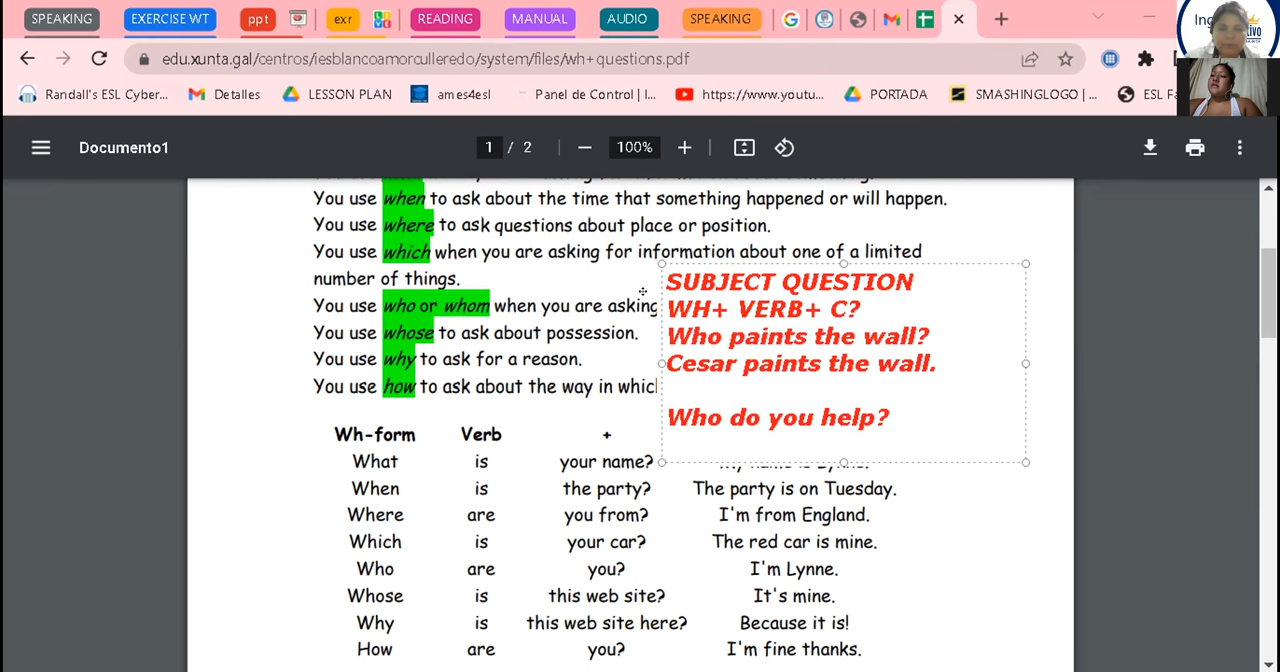 SPEAKING EXERCISE WT ppt exr READING MANUAL AUDIO SPEAKING
edu.xunta.gal/centros/iesblancoamorculleredo/system/files/wh+questions.pdf
Randall's ESL Cyber... Detalles LESSON PLAN ames4esl Panel de Control | I... https://www.youtu... PORTADA SMASHINGLOGO | ... ESL Fa
Documento1 1 / 2 100%
You use when to ask about the time that something happened or will happen.
You use where to ask questions about place or position.
You use which when you are asking for information about one of a limited
number of things.
You use who or whom when you are asking
You use whose to ask about possession.
You use why to ask for a reason.
You use how to ask about the way in which
SUBJECT QUESTION
WH+ VERB+ C?
Who paints the wall?
Cesar paints the wall.
Who do you help?
Wh-form Verb +
What is your name? My name is Lynne.
When is the party? The party is on Tuesday.
Where are you from? I'm from England.
Which is your car? The red car is mine.
Who are you? I'm Lynne.
Whose is this web site? It's mine.
Why is this web site here? Because it is!
How are you? I'm fine thanks.